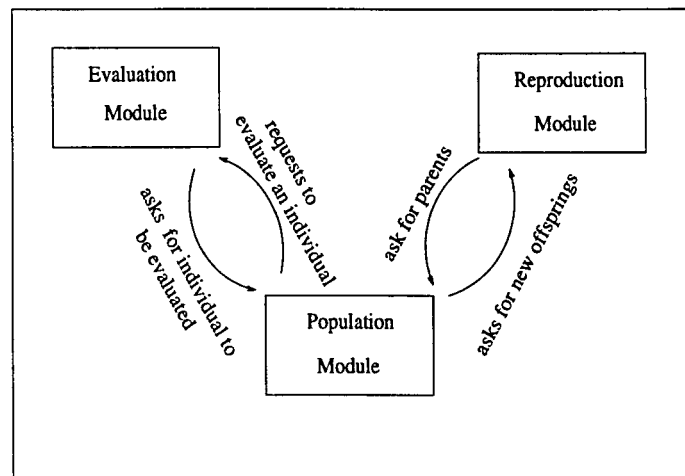 Evaluation
Module
Reproduction
Module
requests to
evaluate an individual
asks for individual to
be evaluated
ask for parents
asks for new offsprings
Population
Module